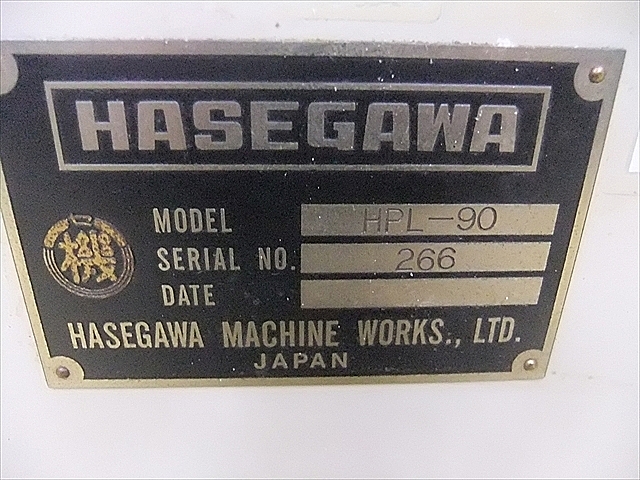 HASEGAWA
MODEL HPL-90
SERIAL NO. 266
DATE
HASEGAWA MACHINE WORKS., LTD.
JAPAN